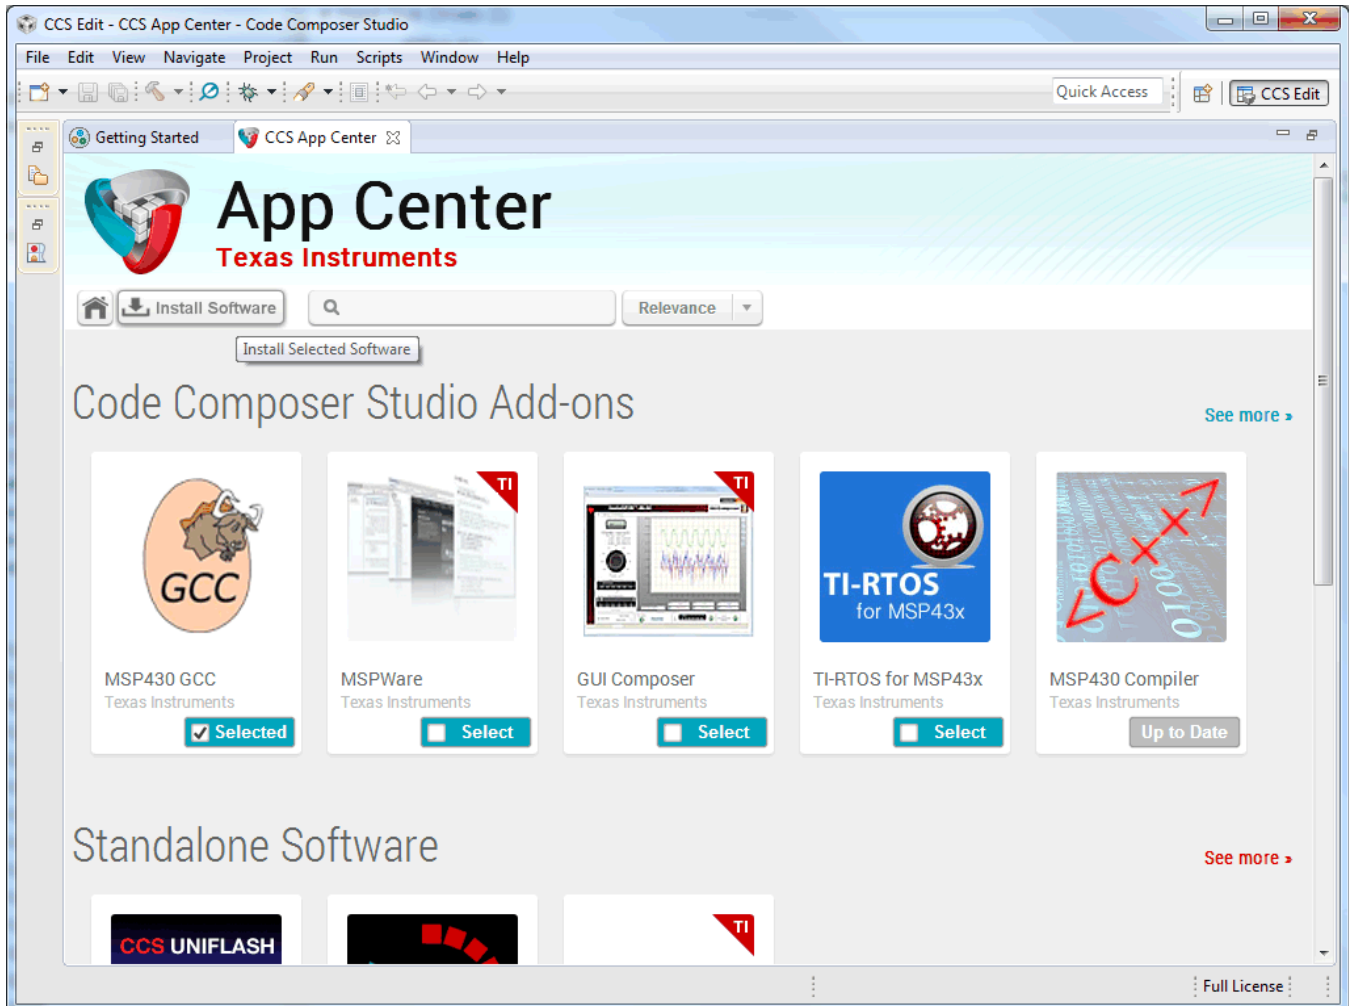 CCS Edit - CCS App Center - Code Composer Studio
File Edit View Navigate Project Run Scripts Window Help
Quick Access
CCS Edit
Getting Started
CCS App Center
App Center
Texas Instruments
Install Software
Relevance
Install Selected Software
Code Composer Studio Add-ons
See more »
GCC
TI
TI
TI-RTOS
for MSP43x
<C××>
MSP430 GCC
Texas Instruments
Selected
MSPWare
Texas Instruments
Select
GUI Composer
Texas Instruments
Select
TI-RTOS for MSP43x
Texas Instruments
Select
MSP430 Compiler
Texas Instruments
Up to Date
Standalone Software
See more »
CCS UNIFLASH
TI
Full License